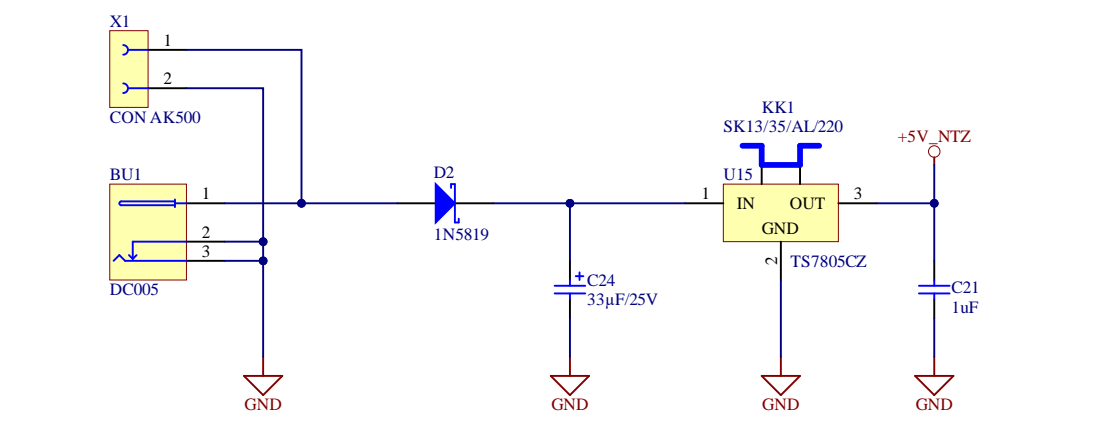 X1
1
2
CON AK500
BU1
1
2
3
DC005
GND
D2
1N5819
C24
+
33µF/25V
GND
KK1
SK13/35/AL/220
U15
1
IN
OUT
3
GND
2
TS7805CZ
GND
+5V_NTZ
C21
1uF
GND